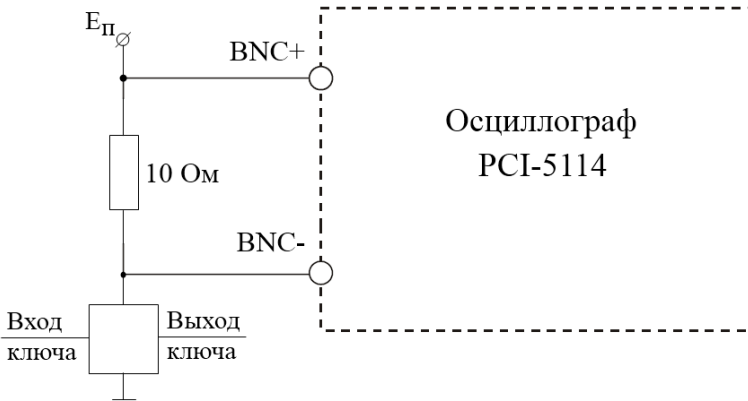 Eп
BNC+
Осциллограф
PCI-5114
10 Ом
BNC-
Вход
ключа
Выход
ключа